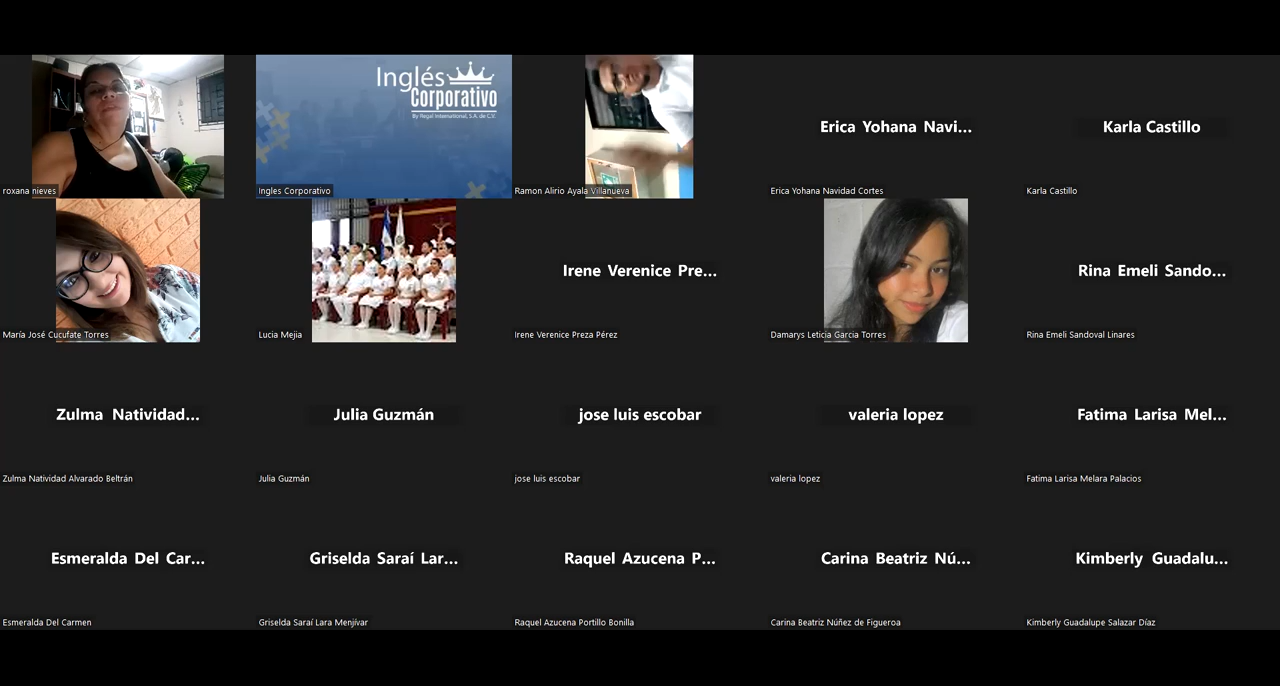 Inglés
Corporativo
By Regal International, S.A. de C.V.
Erica Yohana Navi...
Karla Castillo
roxana nieves
Ingles Corporativo
Ramon Alirio Ayala Villanueva
Erica Yohana Navidad Cortes
Karla Castillo
Irene Verenice Pre...
Rina Emeli Sando...
María José Cucufate Torres
Lucia Mejia
Irene Verenice Preza Pérez
Damarys Leticia Garcia Torres
Rina Emeli Sandoval Linares
Zulma Natividad...
Julia Guzmán
jose luis escobar
valeria lopez
Fatima Larisa Mel...
Zulma Natividad Alvarado Beltrán
Julia Guzmán
jose luis escobar
valeria lopez
Fatima Larisa Melara Palacios
Esmeralda Del Car...
Griselda Saraí Lar...
Raquel Azucena P...
Carina Beatriz Nú...
Kimberly Guadalu...
Esmeralda Del Carmen
Griselda Saraí Lara Menjívar
Raquel Azucena Portillo Bonilla
Carina Beatriz Núñez de Figueroa
Kimberly Guadalupe Salazar Díaz